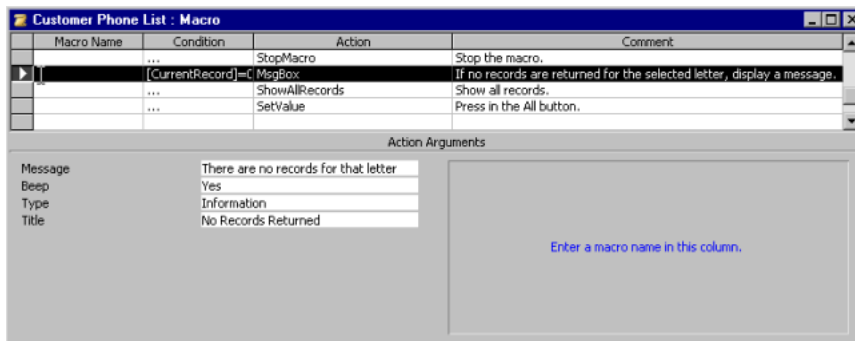 Customer Phone List : Macro
Macro Name Condition Action Comment
... StopMacro Stop the macro.
[CurrentRecord]=0 MsgBox If no records are returned for the selected letter, display a message.
... ShowAllRecords Show all records.
... SetValue Press in the All button.
Action Arguments
Message There are no records for that letter
Beep Yes
Type Information
Title No Records Returned
Enter a macro name in this column.